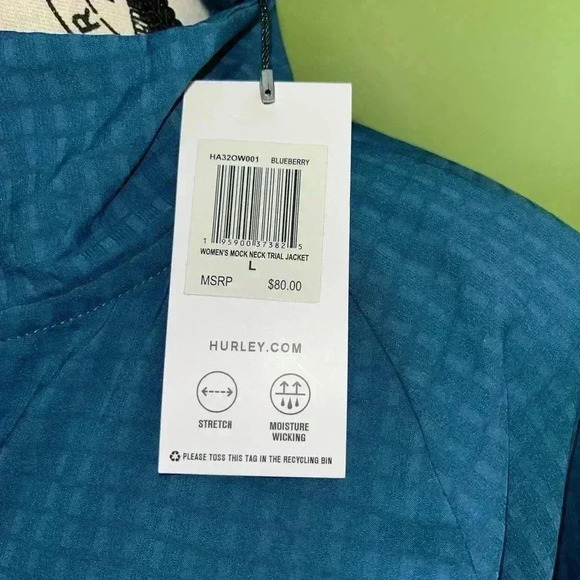 HA32OW001 BLUEBERRY
1 95900 37382 5
WOMEN'S MOCK NECK TRIAL JACKET
L
MSRP $80.00
HURLEY.COM
STRETCH
MOISTURE
WICKING
PLEASE TOSS THIS TAG IN THE RECYCLING BIN